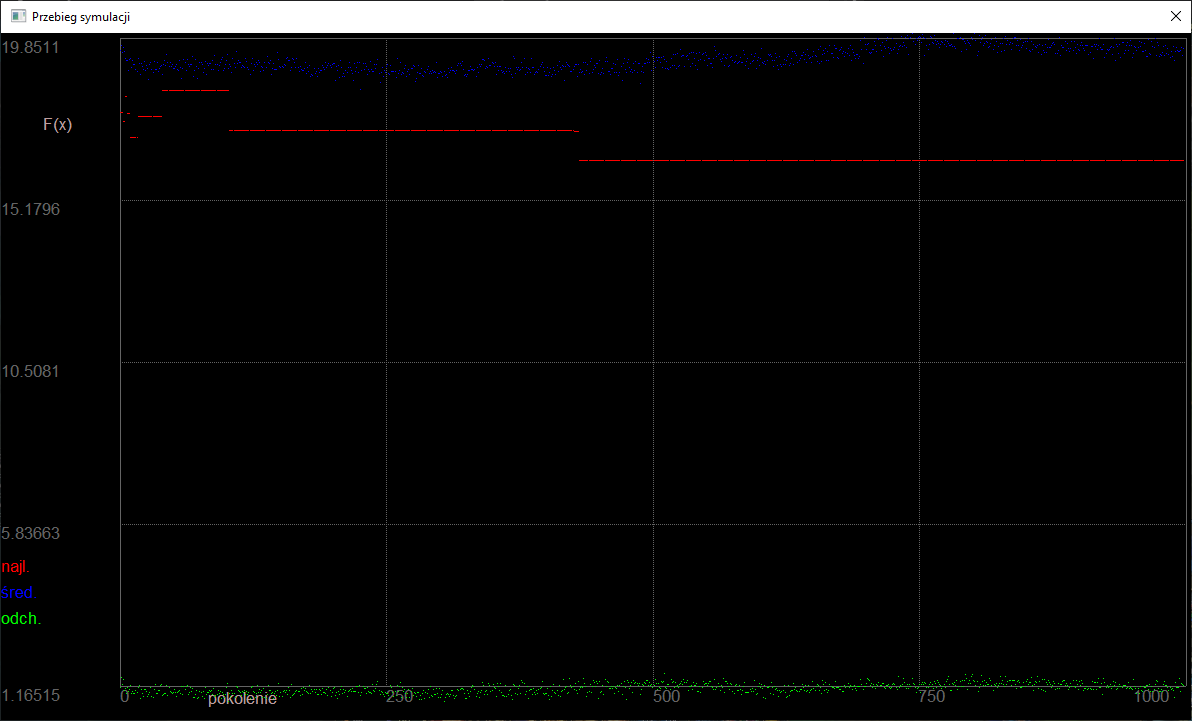 Przebieg symulacji
19.8511
F(x)
15.1796
10.5081
5.83663
najl.
śred.
odch.
1.16515
0 250 500 750 1000
pokolenie